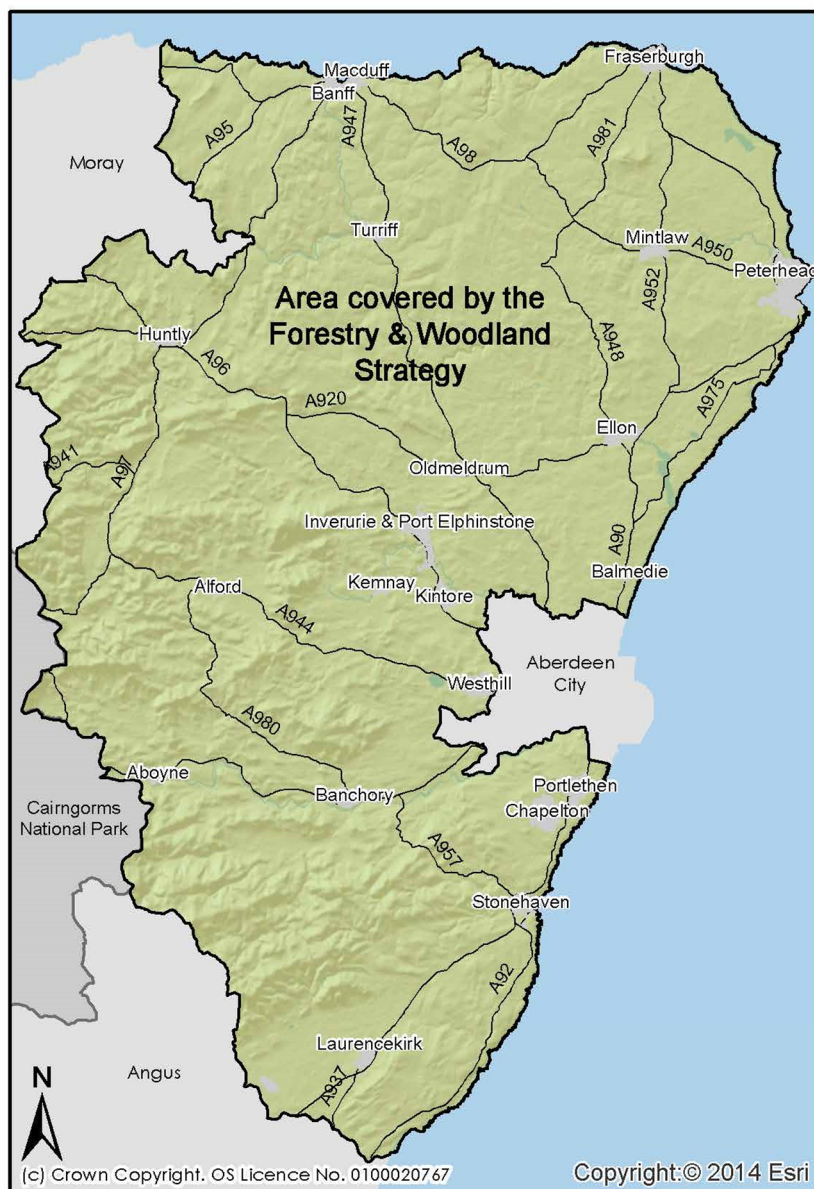 Fraserburgh
Macduff
Banff
A947
A95
A98
A981
Moray
Turriff
Mintlaw
A950
A952
Peterhead
Area covered by the
Forestry & Woodland
Strategy
Huntly
A96
A948
A975
A920
Ellon
A941
A97
Oldmeldrum
Inverurie & Port Elphinstone
A90
Balmedie
Alford
Kemnay
Kintore
A944
Aberdeen
City
Westhill
A980
Aboyne
Banchory
Portlethen
Chapelton
Cairngorms
National Park
A957
Stonehaven
A92
Laurencekirk
A937
Angus
N
(c) Crown Copyright. OS Licence No. 0100020767
Copyright:© 2014 Esri